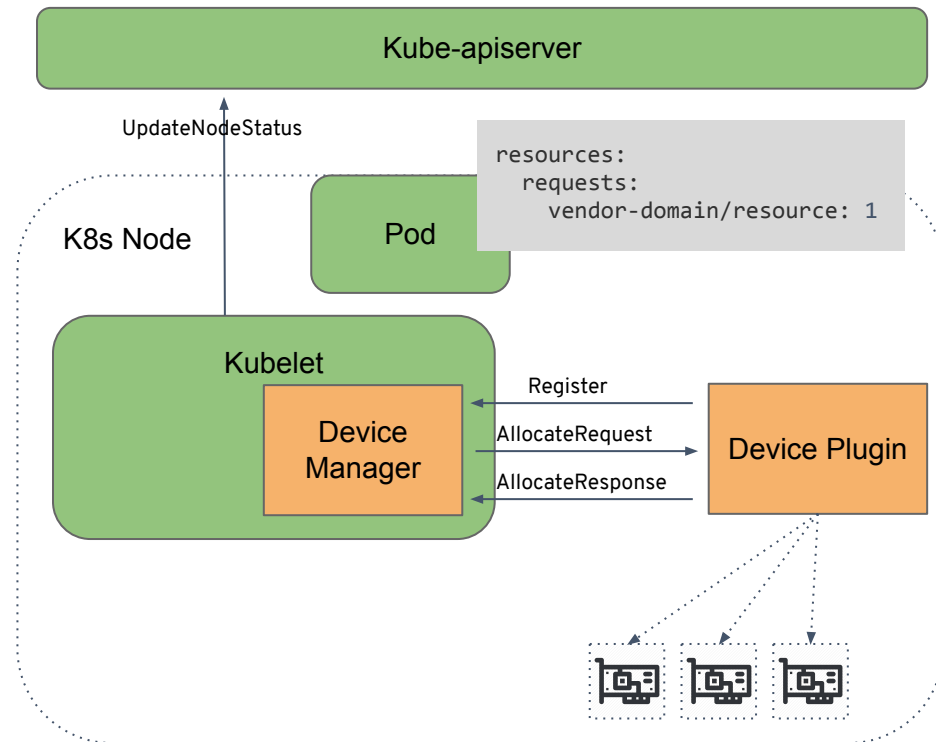 Kube-apiserver
UpdateNodeStatus
resources:
  requests:
    vendor-domain/resource: 1
K8s Node
Pod
Kubelet
Device
Manager
Register
AllocateRequest
AllocateResponse
Device Plugin